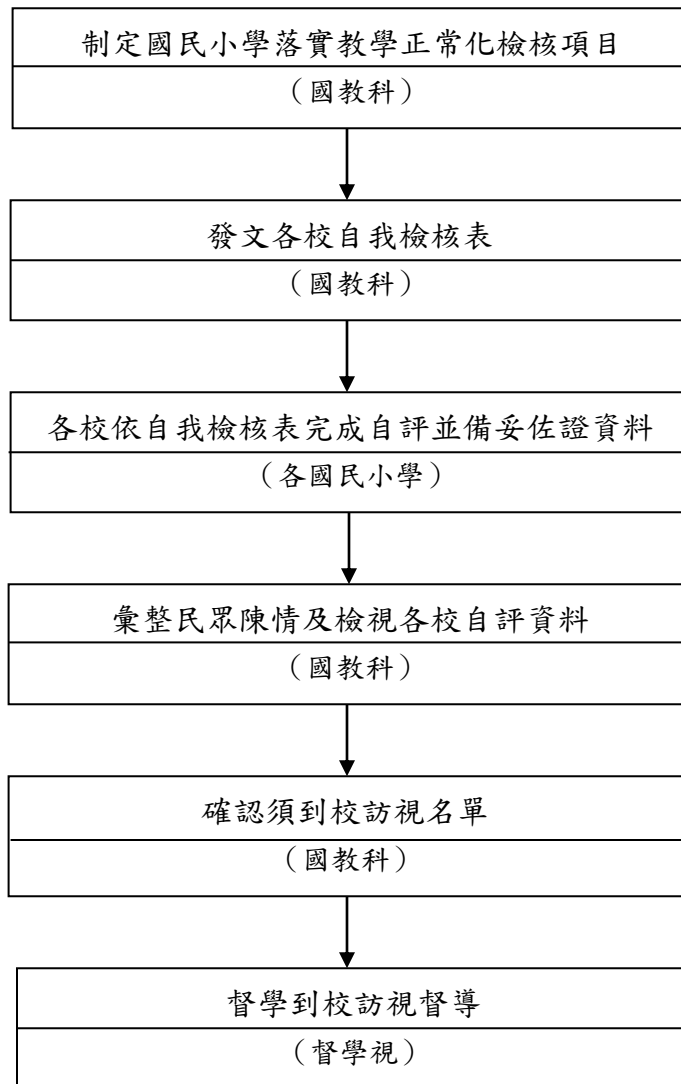 制定國民小學落實教學正常化檢核項目
（國教科）
發文各校自我檢核表
（國教科）
各校依自我檢核表完成自評並備妥佐證資料
（各國民小學）
彙整民眾陳情及檢視各校自評資料
（國教科）
確認須到校訪視名單
（國教科）
督學到校訪視督導
（督學視）